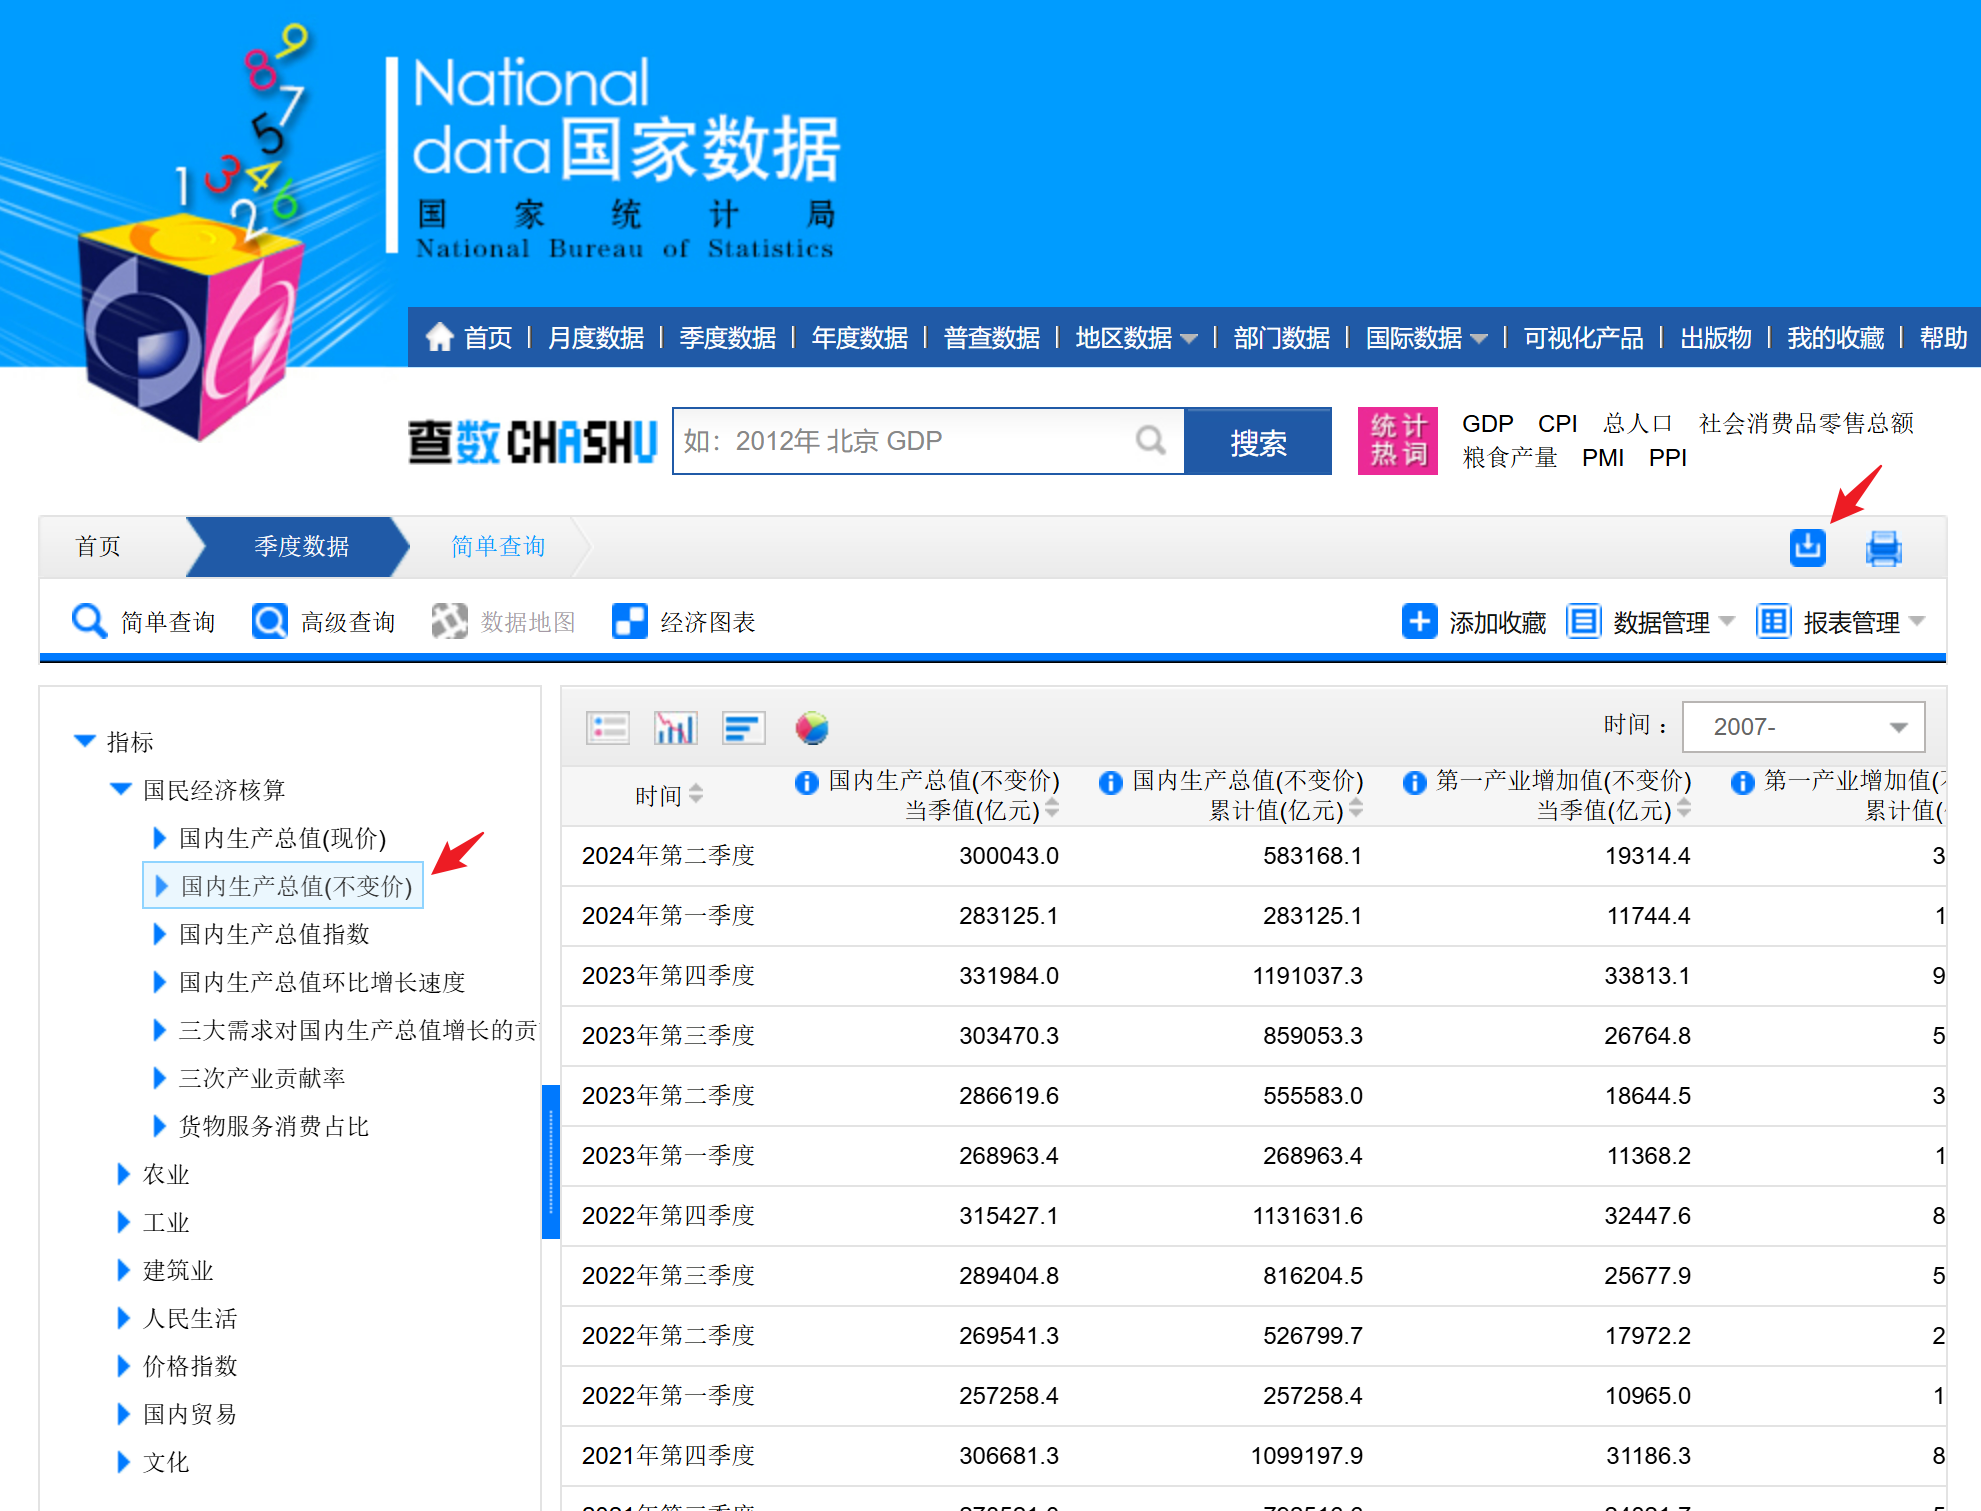 9
8
7
5
1 3 4 6
2
National
data国家数据
国家统计局
National Bureau of Statistics
首页 | 月度数据 | 季度数据 | 年度数据 | 普查数据 | 地区数据 | 部门数据 | 国际数据 | 可视化产品 | 出版物 | 我的收藏 | 帮助
查数CHASHU 如：2012年 北京 GDP 搜索
统计热词
GDP CPI 总人口 社会消费品零售总额
粮食产量 PMI PPI
首页 季度数据 简单查询
简单查询 高级查询 数据地图 经济图表 添加收藏 数据管理 报表管理
指标
国民经济核算
国内生产总值(现价)
国内生产总值(不变价)
国内生产总值指数
国内生产总值环比增长速度
三大需求对国内生产总值增长的贡
三次产业贡献率
货物服务消费占比
农业
工业
建筑业
人民生活
价格指数
国内贸易
文化
时间： 2007-
时间 国内生产总值(不变价)当季值(亿元) 国内生产总值(不变价)累计值(亿元) 第一产业增加值(不变价)当季值(亿元) 第一产业增加值(不 累计值(
2024年第二季度 300043.0 583168.1 19314.4 3
2024年第一季度 283125.1 283125.1 11744.4 1
2023年第四季度 331984.0 1191037.3 33813.1 9
2023年第三季度 303470.3 859053.3 26764.8 5
2023年第二季度 286619.6 555583.0 18644.5 3
2023年第一季度 268963.4 268963.4 11368.2 1
2022年第四季度 315427.1 1131631.6 32447.6 8
2022年第三季度 289404.8 816204.5 25677.9 5
2022年第二季度 269541.3 526799.7 17972.2 2
2022年第一季度 257258.4 257258.4 10965.0 1
2021年第四季度 306681.3 1099197.9 31186.3 8